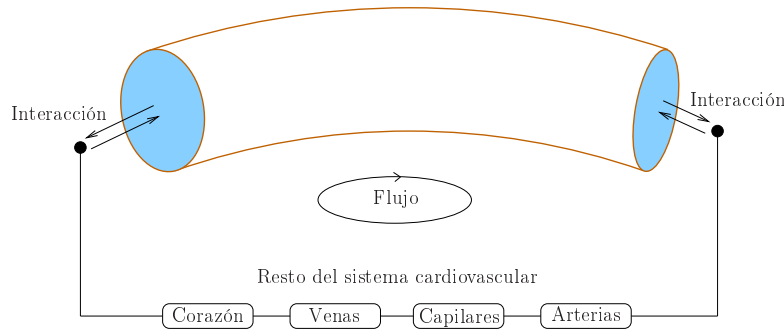 Interacción
Interacción
Flujo
Resto del sistema cardiovascular
Corazón
Venas
Capilares
Arterias